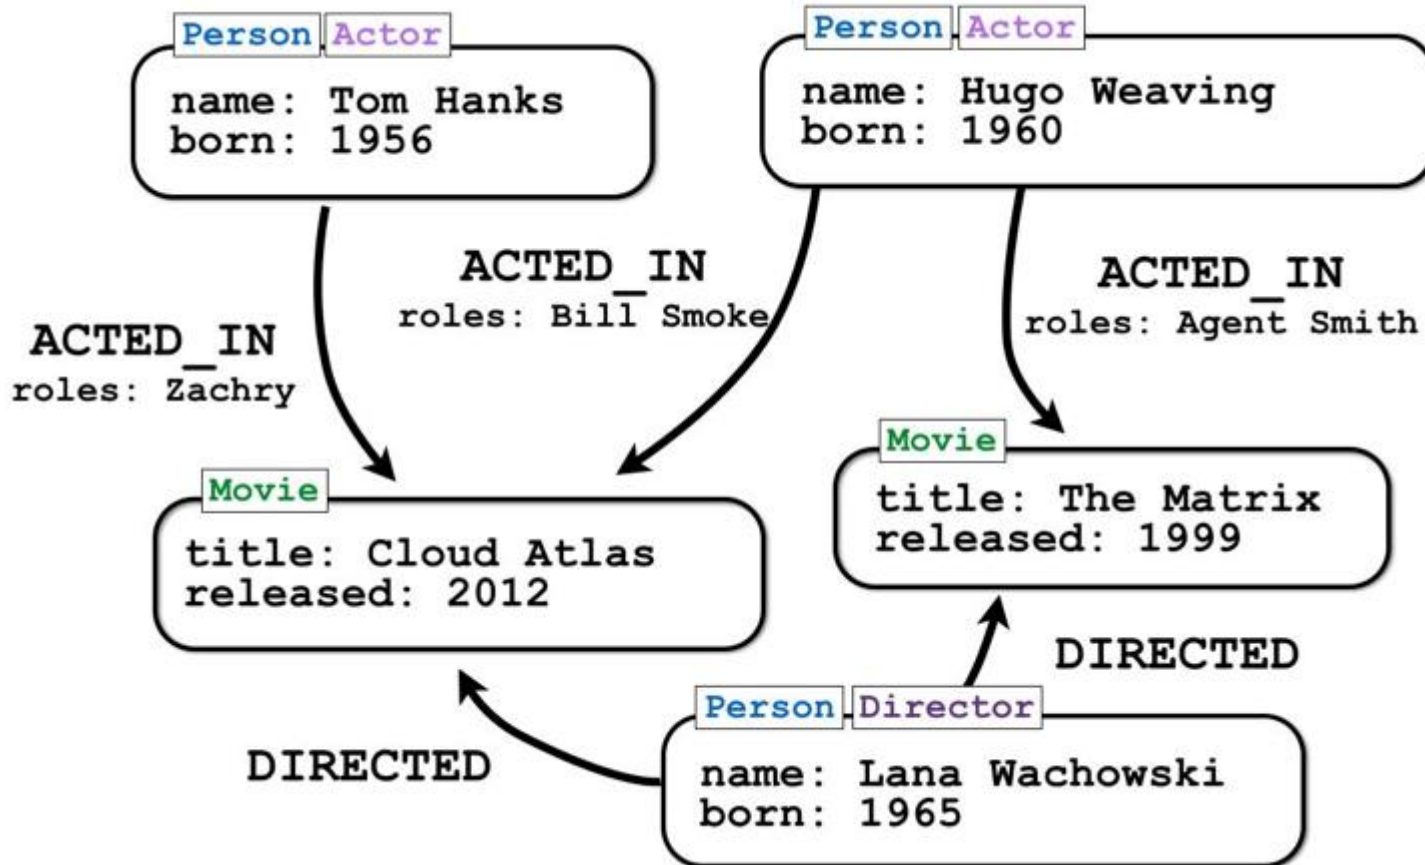 Person Actor
name: Tom Hanks
born: 1956
Person Actor
name: Hugo Weaving
born: 1960
ACTED_IN
roles: Zachry
ACTED_IN
roles: Bill Smoke
ACTED_IN
roles: Agent Smith
Movie
title: Cloud Atlas
released: 2012
Movie
title: The Matrix
released: 1999
DIRECTED
DIRECTED
Person Director
name: Lana Wachowski
born: 1965